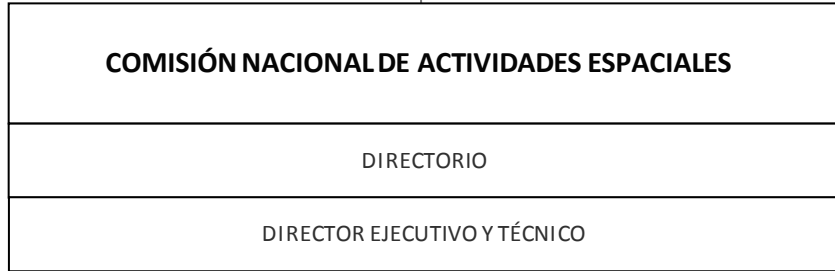 COMISIÓN NACIONAL DE ACTIVIDADES ESPACIALES
DIRECTORIO
DIRECTOR EJECUTIVO Y TÉCNICO